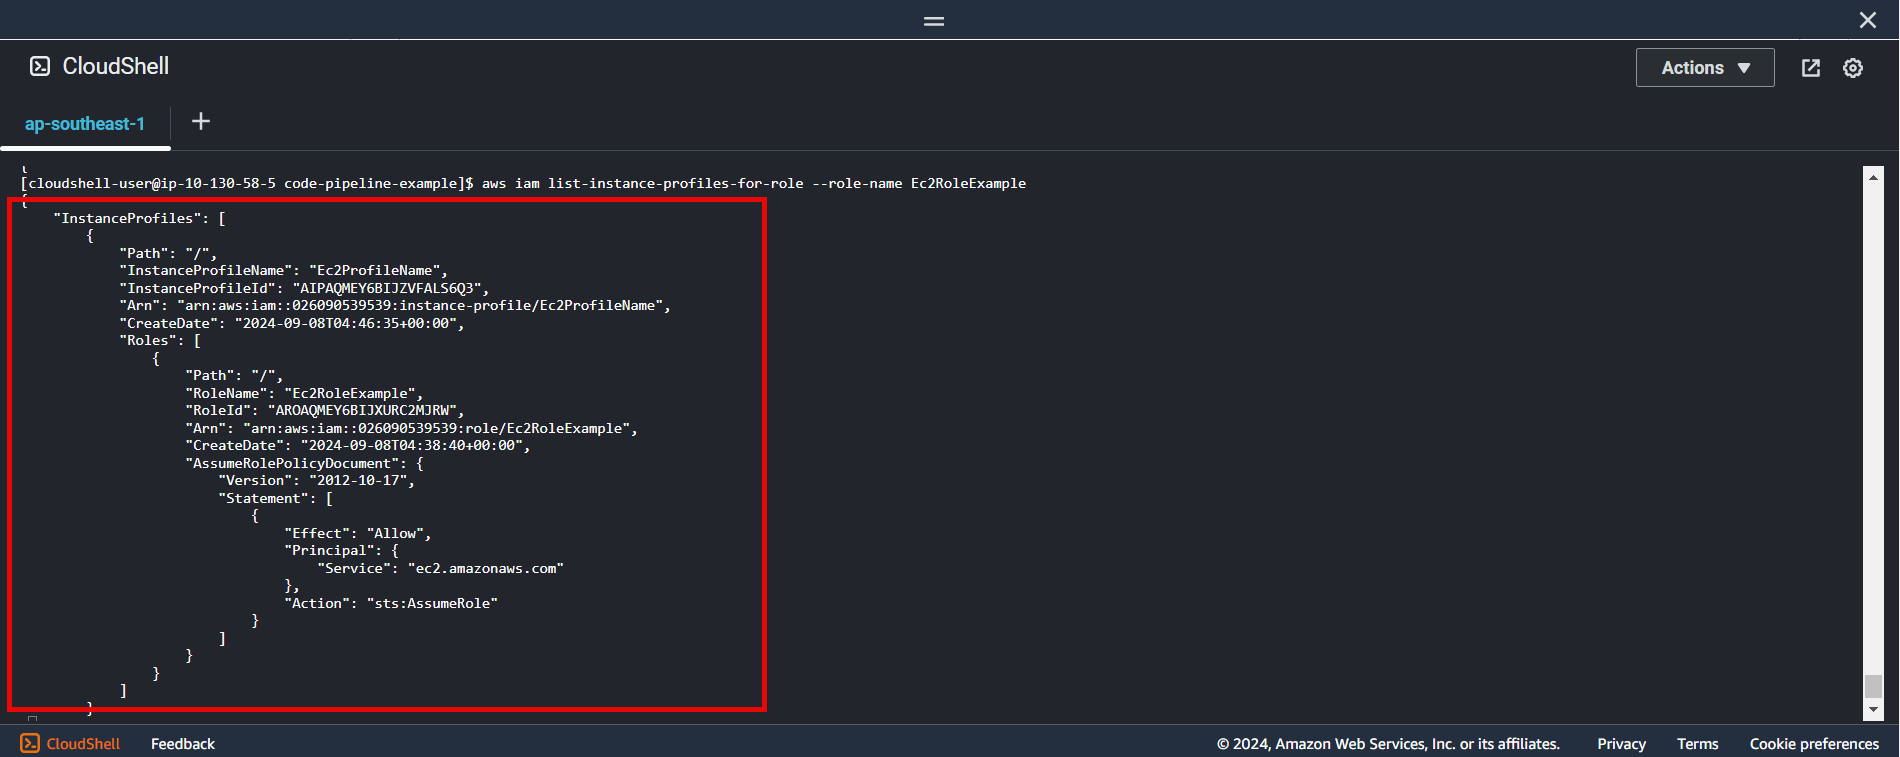 CloudShell
Actions
ap-southeast-1
[cloudshell-user@ip-10-130-58-5 code-pipeline-example]$ aws iam list-instance-profiles-for-role --role-name Ec2RoleExample
{
    "InstanceProfiles": [
        {
            "Path": "/",
            "InstanceProfileName": "Ec2ProfileName",
            "InstanceProfileId": "AIPAQMEY6BIJZVFALS6Q3",
            "Arn": "arn:aws:iam::026090539539:instance-profile/Ec2ProfileName",
            "CreateDate": "2024-09-08T04:46:35+00:00",
            "Roles": [
                {
                    "Path": "/",
                    "RoleName": "Ec2RoleExample",
                    "RoleId": "AROAQMEY6BIJXURC2MJRW",
                    "Arn": "arn:aws:iam::026090539539:role/Ec2RoleExample",
                    "CreateDate": "2024-09-08T04:38:40+00:00",
                    "AssumeRolePolicyDocument": {
                        "Version": "2012-10-17",
                        "Statement": [
                            {
                                "Effect": "Allow",
                                "Principal": {
                                    "Service": "ec2.amazonaws.com"
                                },
                                "Action": "sts:AssumeRole"
                            }
                        ]
                    }
                }
            ]
        }
CloudShell Feedback © 2024, Amazon Web Services, Inc. or its affiliates. Privacy Terms Cookie preferences